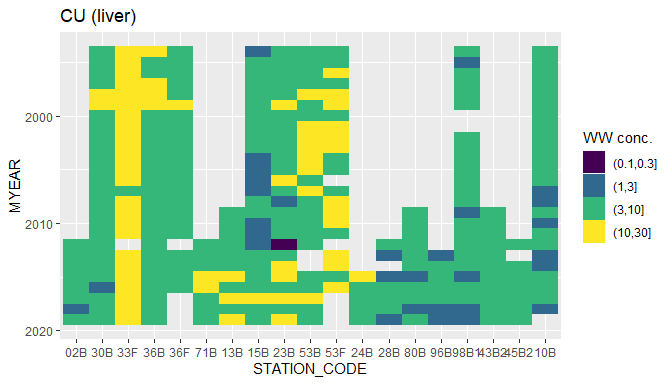 CU (liver)
MYEAR
2000
2010
2020
02B 30B 33F 36B 36F 71B 13B 15B 23B 53B 53F 24B 28B 80B 96B 98B1 43B2 45B2 210B
STATION_CODE
WW conc.
(0.1,0.3]
(1,3]
(3,10]
(10,30]